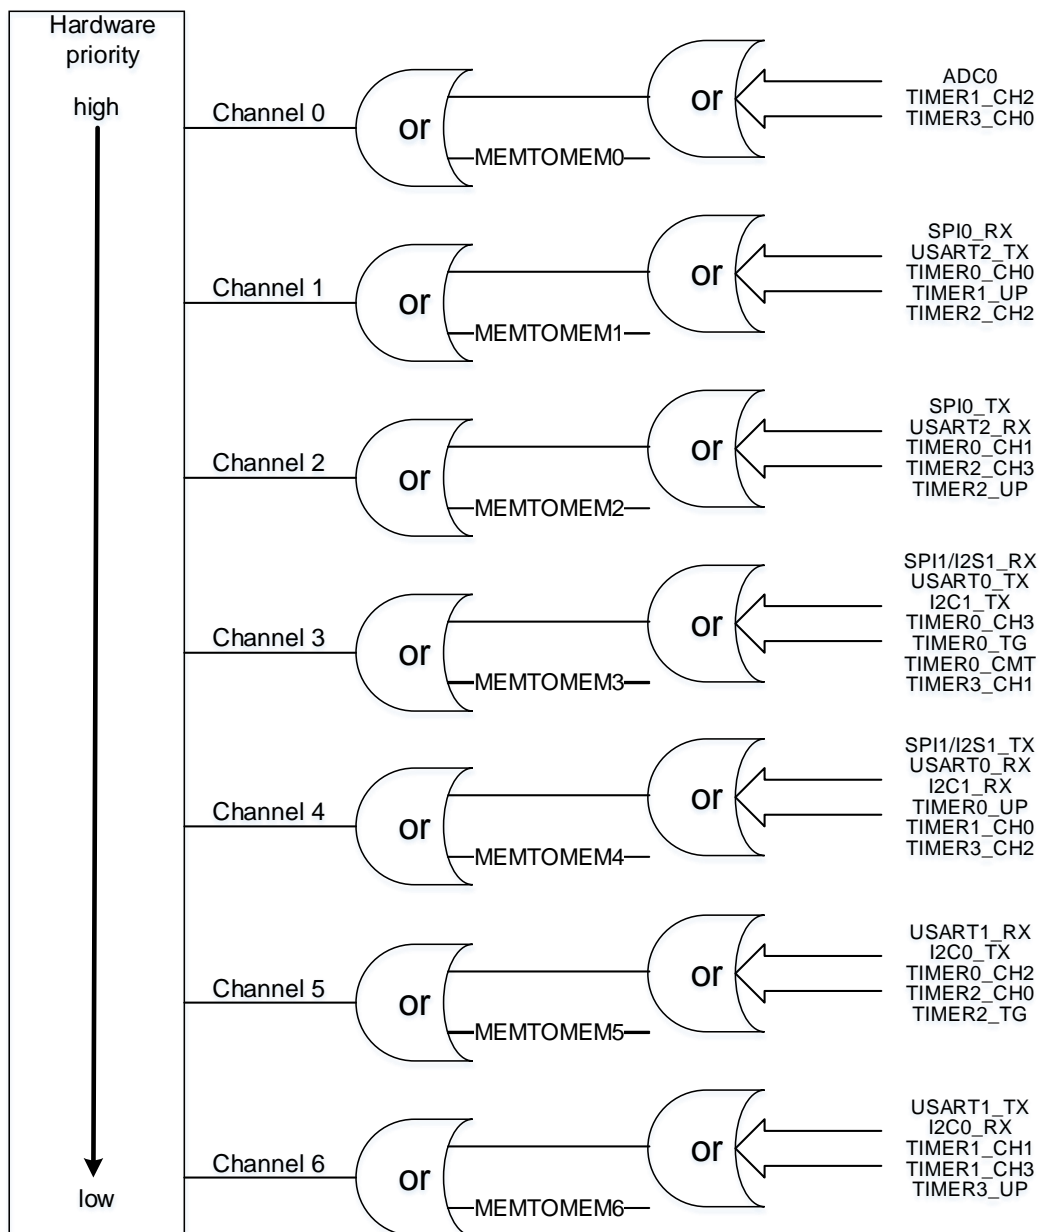 Hardware
priority
high
low
Channel 0
or
MEMTOMEM0
or
ADC0
TIMER1_CH2
TIMER3_CH0
Channel 1
or
MEMTOMEM1
or
SPI0_RX
USART2_TX
TIMER0_CH0
TIMER1_UP
TIMER2_CH2
Channel 2
or
MEMTOMEM2
or
SPI0_TX
USART2_RX
TIMER0_CH1
TIMER2_CH3
TIMER2_UP
Channel 3
or
MEMTOMEM3
or
SPI1/I2S1_RX
USART0_TX
I2C1_TX
TIMER0_CH3
TIMER0_TG
TIMER0_CMT
TIMER3_CH1
Channel 4
or
MEMTOMEM4
or
SPI1/I2S1_TX
USART0_RX
I2C1_RX
TIMER0_UP
TIMER1_CH0
TIMER3_CH2
Channel 5
or
MEMTOMEM5
or
USART1_RX
I2C0_TX
TIMER0_CH2
TIMER2_CH0
TIMER2_TG
Channel 6
or
MEMTOMEM6
or
USART1_TX
I2C0_RX
TIMER1_CH1
TIMER1_CH3
TIMER3_UP